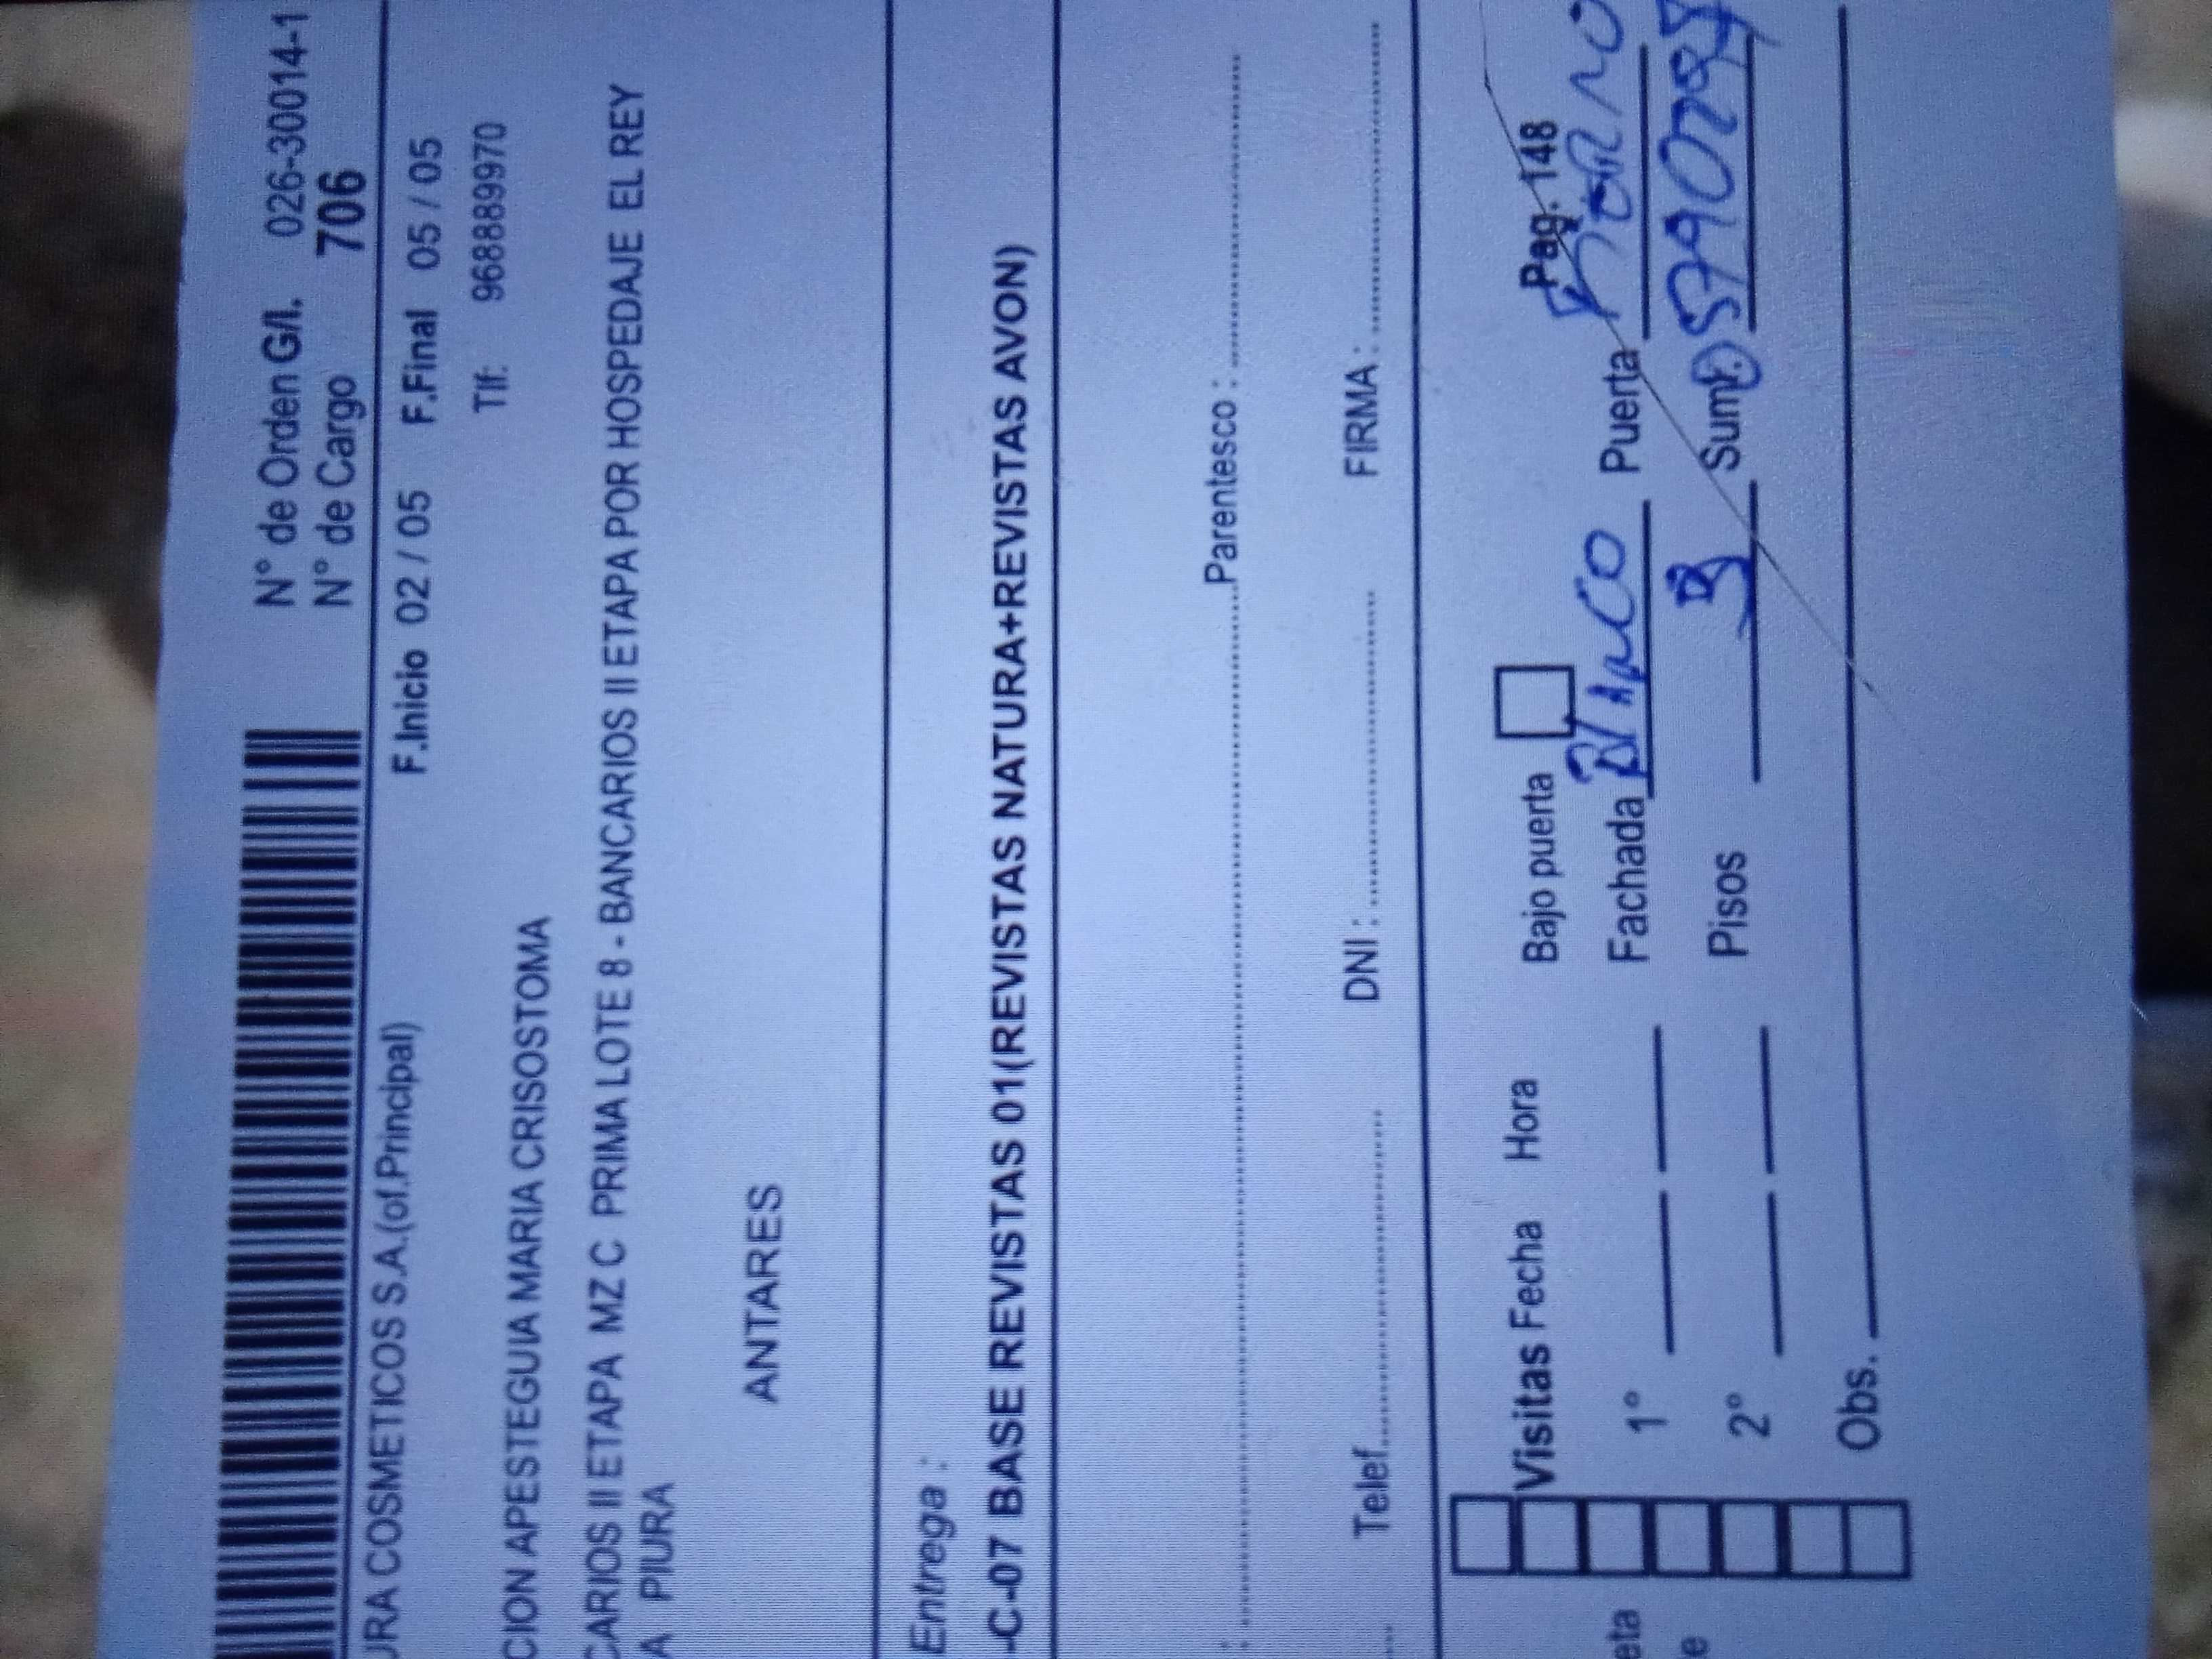 N° de Orden G/I. 026-30014-1
N° de Cargo 706
URA COSMETICOS S.A.(of.Principal) F.Inicio 02 / 05 F.Final 05 / 05
Tlf: 968889970
CION APESTEGUIA MARIA CRISOSTOMA
CARIOS II ETAPA MZ C PRIMA LOTE 8 - BANCARIOS II ETAPA POR HOSPEDAJE EL REY
A PIURA
ANTARES
Entrega :
-C-07 BASE REVISTAS 01(REVISTAS NATURA+REVISTAS AVON)
Parentesco :
Telef. DNI : FIRMA :
Pag. 148
Visitas Fecha Hora Bajo puerta
eta 1° Fachada Blanco Puerta
e 2° Pisos Sum.
Obs.